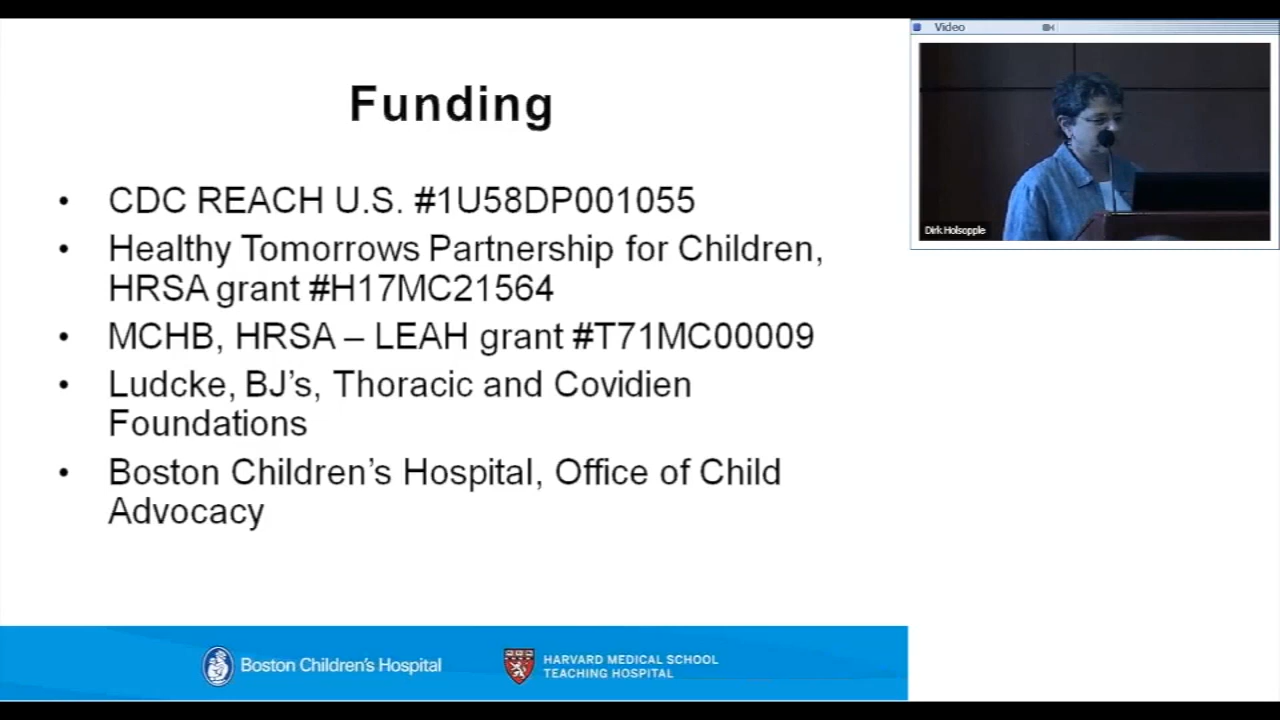 Video
Funding
• CDC REACH U.S. #1U58DP001055
• Healthy Tomorrows Partnership for Children,
HRSA grant #H17MC21564
• MCHB, HRSA – LEAH grant #T71MC00009
• Ludcke, BJ’s, Thoracic and Covidien
Foundations
• Boston Children’s Hospital, Office of Child
Advocacy
Dirk Holsopple
Boston Children’s Hospital
HARVARD MEDICAL SCHOOL
TEACHING HOSPITAL